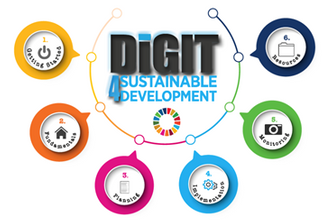 DiGIT
4 SUSTAINABLE
DEVELOPMENT
1.
Getting Started
2.
Fundamentals
3.
Planning
4.
Implementation
5.
Monitoring
6.
Resources